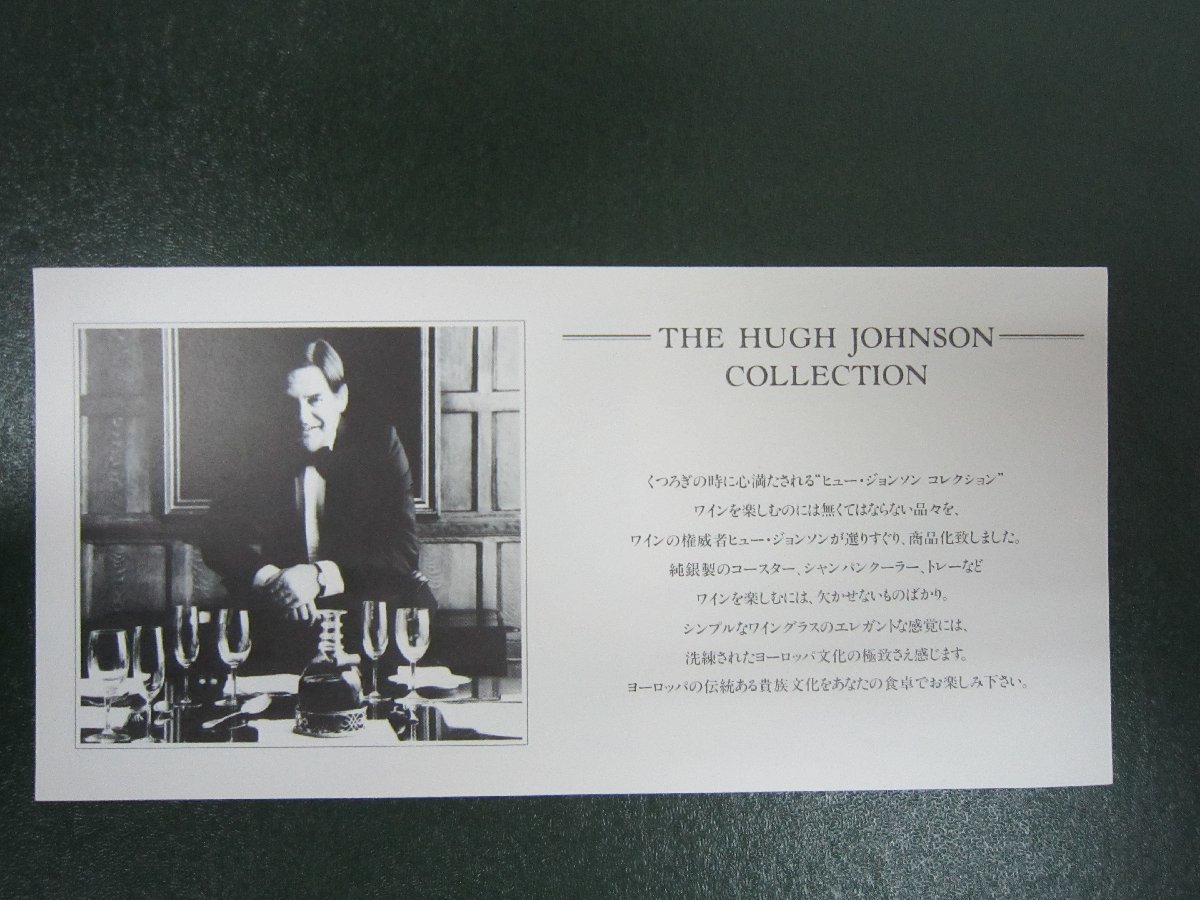 THE HUGH JOHNSON
COLLECTION
くつろぎの時に心満たされる“ヒュー・ジョンソン コレクション”
ワインを楽しむのには無くてはならない品々を、
ワインの権威者ヒュー・ジョンソンが選りすぐり、商品化致しました。
純銀製のコースター、シャンパンクーラー、トレーなど
ワインを楽しむには、欠かせないものばかり。
シンプルなワイングラスのエレガントな感覚には、
洗練されたヨーロッパ文化の極致さえ感じます。
ヨーロッパの伝統ある貴族文化をあなたの食卓でお楽しみ下さい。